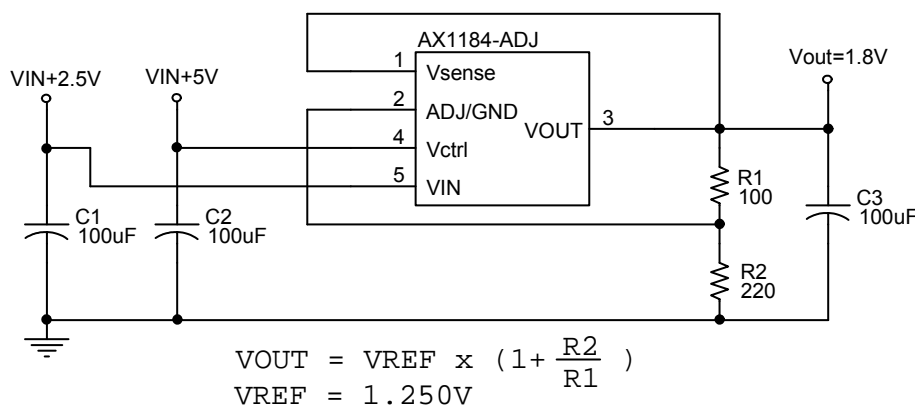 AX1184-ADJ
VIN+2.5V
VIN+5V
Vout=1.8V
1
Vsense
2
ADJ/GND
VOUT
3
4
Vctrl
5
VIN
R1
100
C1
100uF
C2
100uF
C3
100uF
R2
220
VOUT = VREF x (1+ R2/R1 )
VREF = 1.250V